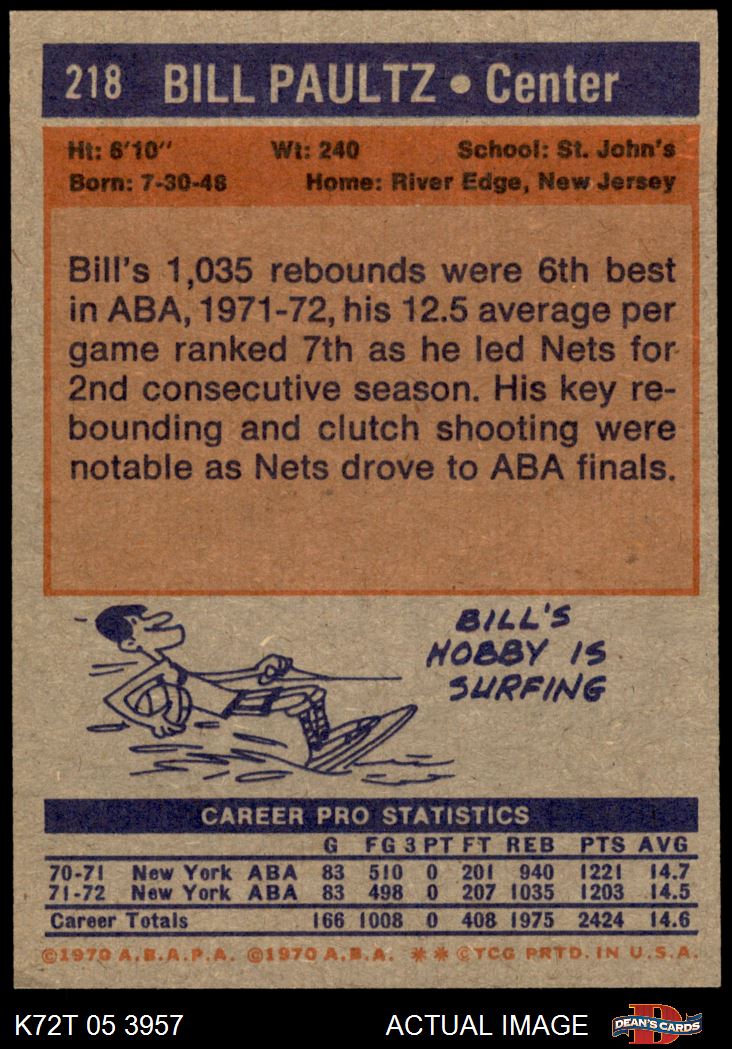 218 BILL PAULTZ • Center
Ht: 6'10" Wt: 240 School: St. John's
Born: 7-30-48 Home: River Edge, New Jersey
Bill's 1,035 rebounds were 6th best
in ABA, 1971-72, his 12.5 average per
game ranked 7th as he led Nets for
2nd consecutive season. His key re-
bounding and clutch shooting were
notable as Nets drove to ABA finals.
BILL'S
HOBBY IS
SURFING
CAREER PRO STATISTICS
G FG 3 PT FT REB PTS AVG
70-71 New York ABA 83 510 0 201 940 1221 14.7
71-72 New York ABA 83 498 0 207 1035 1203 14.5
Career Totals 166 1008 0 408 1975 2424 14.6
©1970 A.B.A.P.A. ©1970 A.B.A. ** ©TCG PRTD. IN U.S.A.
K72T 05 3957 ACTUAL IMAGE D DEAN'S CARDS